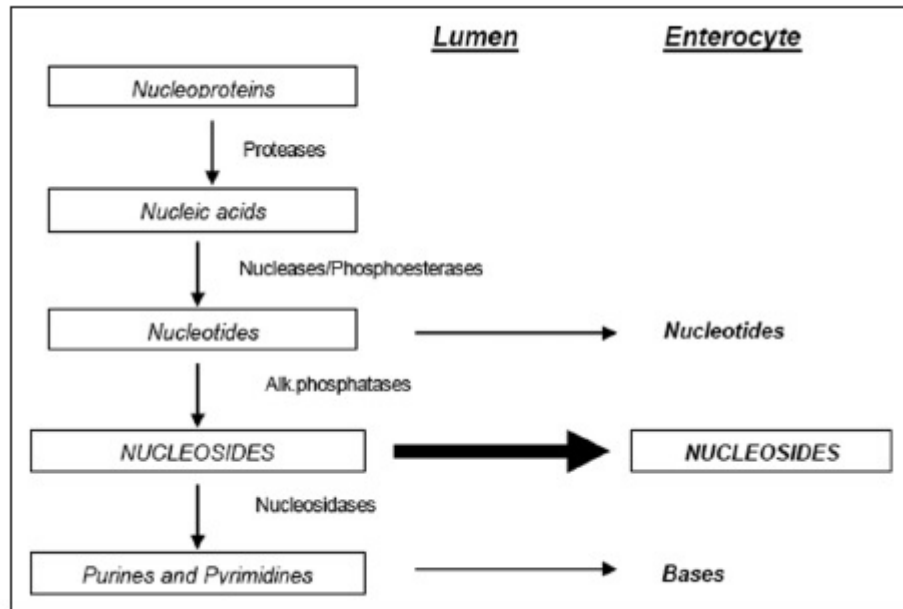 Lumen Enterocyte
Nucleoproteins
Proteases
Nucleic acids
Nucleases/Phosphoesterases
Nucleotides Nucleotides
Alk.phosphatases
NUCLEOSIDES NUCLEOSIDES
Nucleosidases
Purines and Pyrimidines Bases